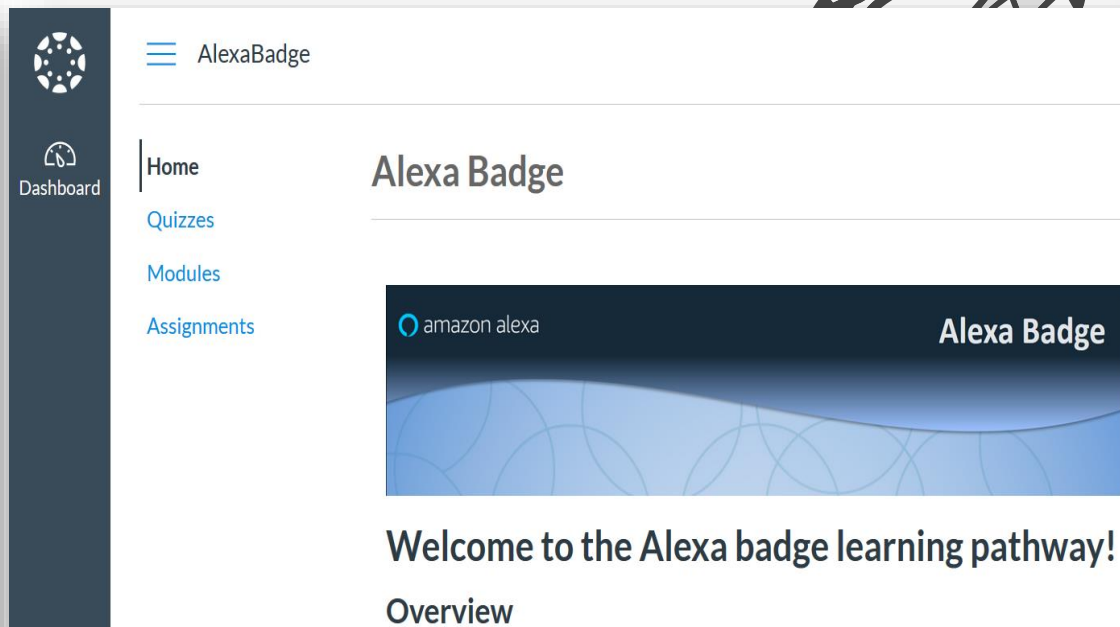 AlexaBadge
Dashboard
Home
Quizzes
Modules
Assignments
Alexa Badge
amazon alexa
Alexa Badge
Welcome to the Alexa badge learning pathway!
Overview